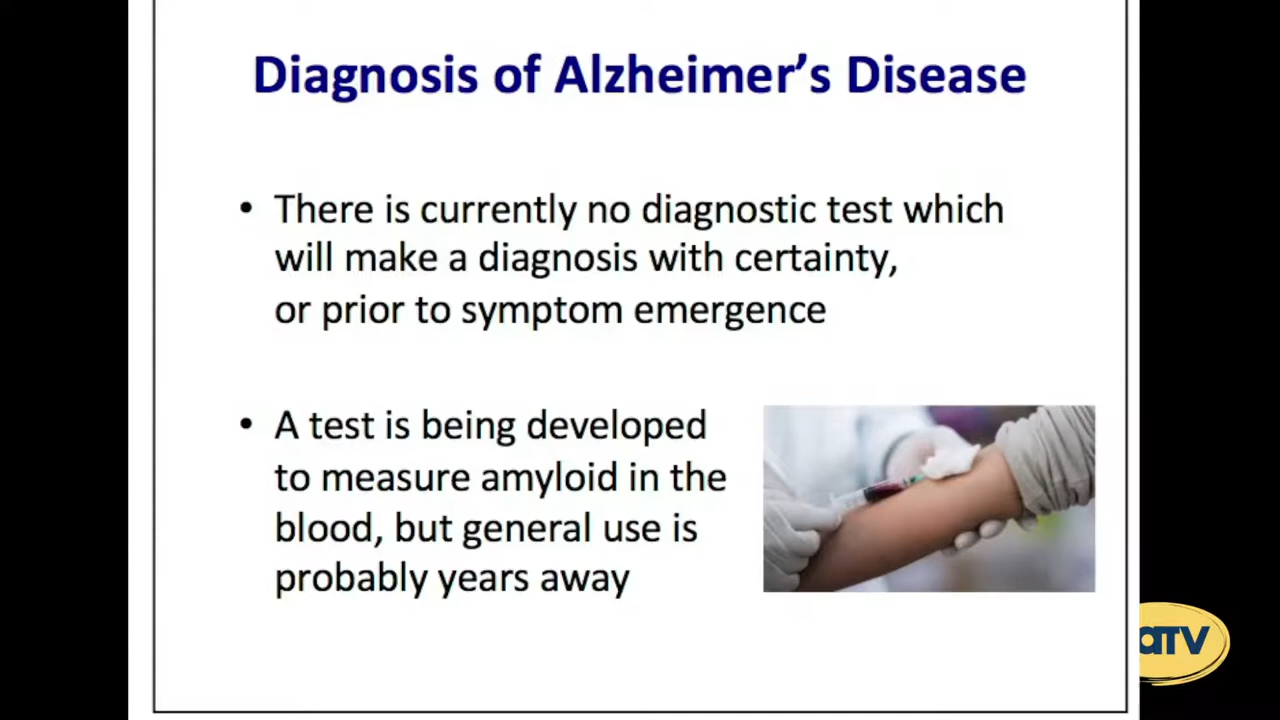 Diagnosis of Alzheimer’s Disease
• There is currently no diagnostic test which
will make a diagnosis with certainty,
or prior to symptom emergence
• A test is being developed
to measure amyloid in the
blood, but general use is
probably years away
aTV